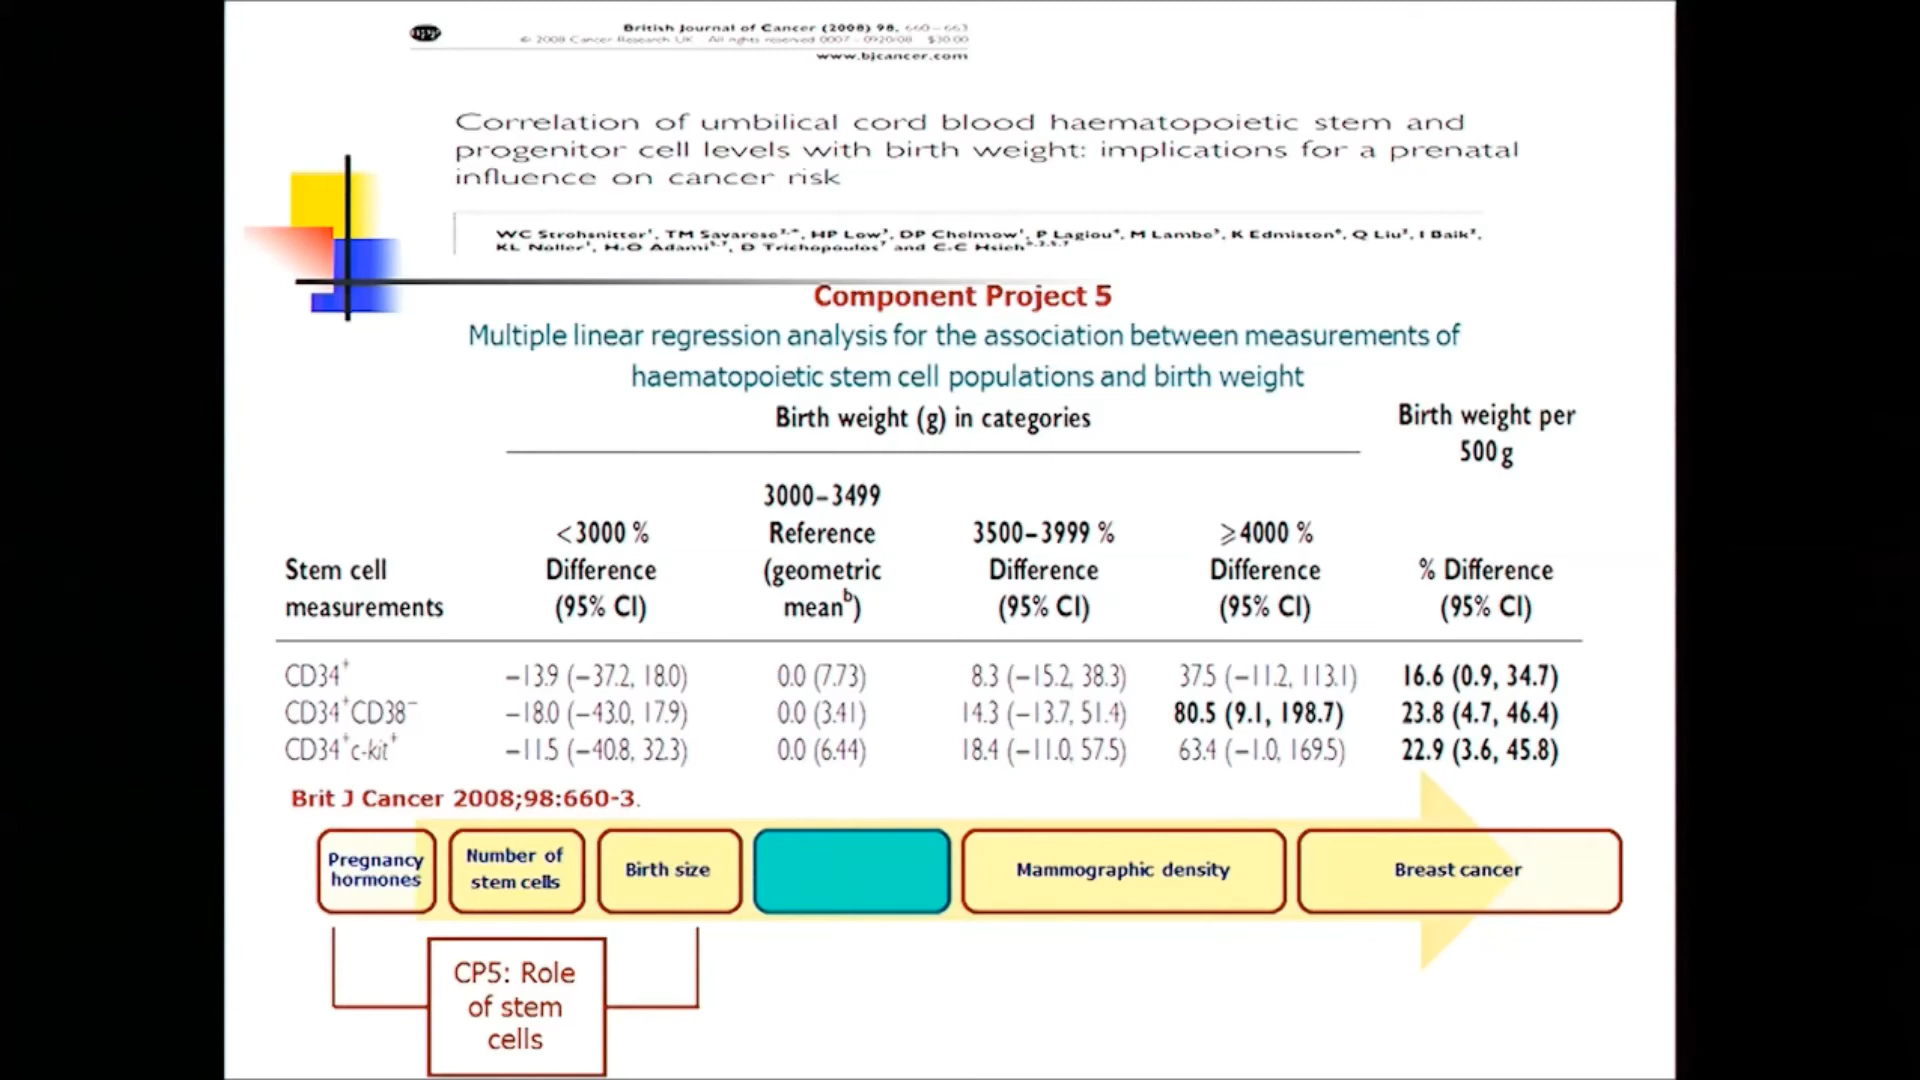 British Journal of Cancer (2008) 98, 660–663
© 2008 Cancer Research UK All rights reserved 0007–0920/08 $30.00
www.bjcancer.com
Correlation of umbilical cord blood haematopoietic stem and
progenitor cell levels with birth weight: implications for a prenatal
influence on cancer risk
WC Strohsnitter, TM Savarese, HP Low, DP Chelmow, P Lagiou, M Lambe, K Edmiston, Q Liu, I Baik,
KL Noller, H-O Adami, D Trichopoulos and C-C Hsieh
Component Project 5
Multiple linear regression analysis for the association between measurements of
haematopoietic stem cell populations and birth weight
Birth weight (g) in categories
Birth weight per
500 g
Stem cell
measurements
<3000 %
Difference
(95% CI)
3000–3499
Reference
(geometric
mean^b)
3500–3999 %
Difference
(95% CI)
⩾4000 %
Difference
(95% CI)
% Difference
(95% CI)
CD34⁺ −13.9 (−37.2, 18.0) 0.0 (7.73) 8.3 (−15.2, 38.3) 37.5 (−11.2, 113.1) 16.6 (0.9, 34.7)
CD34⁺CD38⁻ −18.0 (−43.0, 17.9) 0.0 (3.41) 14.3 (−13.7, 51.4) 80.5 (9.1, 198.7) 23.8 (4.7, 46.4)
CD34⁺c-kit⁺ −11.5 (−40.8, 32.3) 0.0 (6.44) 18.4 (−11.0, 57.5) 63.4 (−1.0, 169.5) 22.9 (3.6, 45.8)
Brit J Cancer 2008;98:660-3.
Pregnancy
hormones
Number of
stem cells
Birth size
Mammographic density
Breast cancer
CP5: Role
of stem
cells